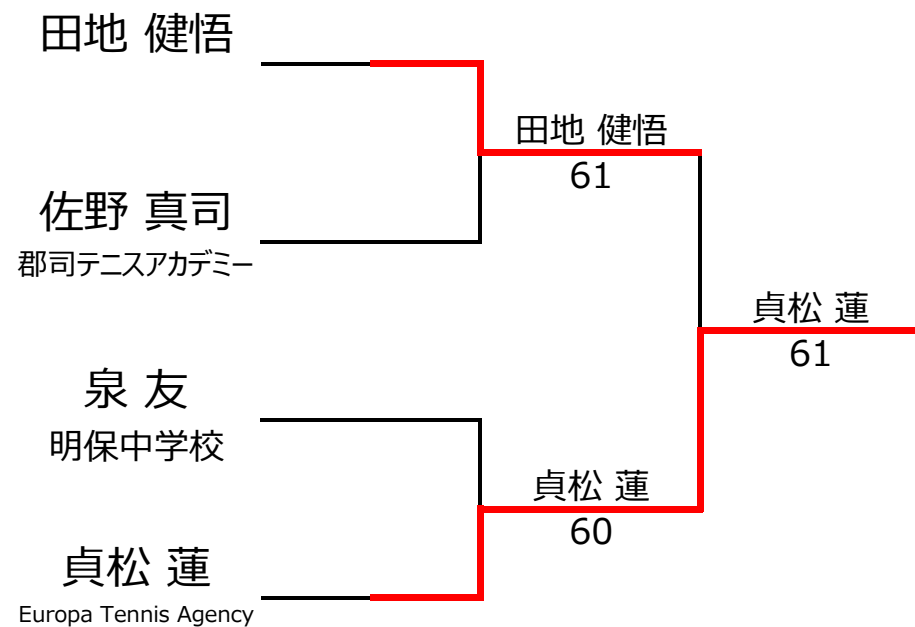 田地 健悟
田地 健悟
61
佐野 真司
郡司テニスアカデミー
貞松 蓮
61
泉 友
明保中学校
貞松 蓮
60
貞松 蓮
Europa Tennis Agency